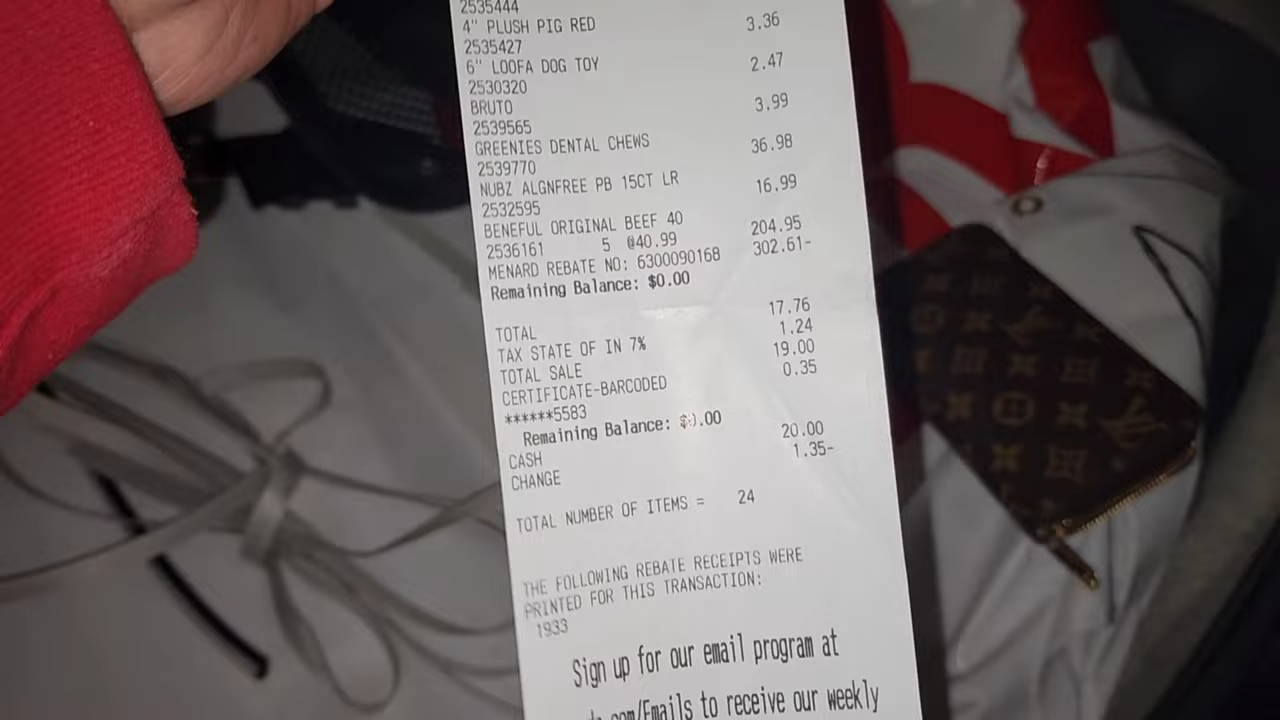 2535444
4" PLUSH PIG RED 3.36
2535427
6" LOOFA DOG TOY 2.47
2530320
BRUTO 3.99
2539565
GREENIES DENTAL CHEWS 36.98
2539770
NUBZ ALGNFREE PB 15CT LR 16.99
2532595
BENEFUL ORIGINAL BEEF 40
2536161 5 @40.99 204.95
MENARD REBATE NO: 6300090168 302.61-
Remaining Balance: $0.00
TOTAL 17.76
TAX STATE OF IN 7% 1.24
TOTAL SALE 19.00
CERTIFICATE-BARCODED 0.35
******5583
Remaining Balance: $0.00
CASH 20.00
CHANGE 1.35-
TOTAL NUMBER OF ITEMS = 24
THE FOLLOWING REBATE RECEIPTS WERE
PRINTED FOR THIS TRANSACTION:
1933
Sign up for our email program at
.com/Emails to receive our weekly